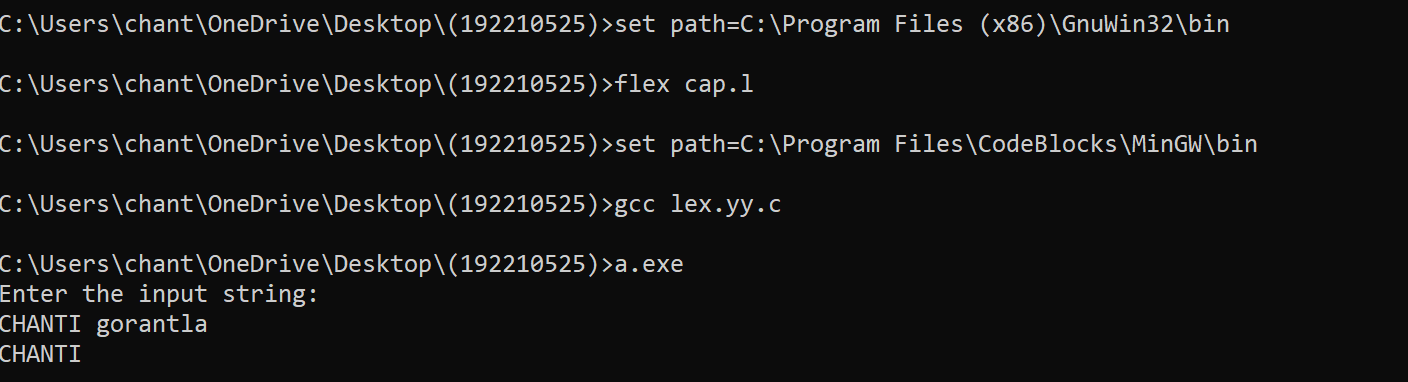 C:\Users\chant\OneDrive\Desktop\(192210525)>set path=C:\Program Files (x86)\GnuWin32\bin
C:\Users\chant\OneDrive\Desktop\(192210525)>flex cap.l
C:\Users\chant\OneDrive\Desktop\(192210525)>set path=C:\Program Files\CodeBlocks\MinGW\bin
C:\Users\chant\OneDrive\Desktop\(192210525)>gcc lex.yy.c
C:\Users\chant\OneDrive\Desktop\(192210525)>a.exe
Enter the input string:
CHANTI gorantla
CHANTI